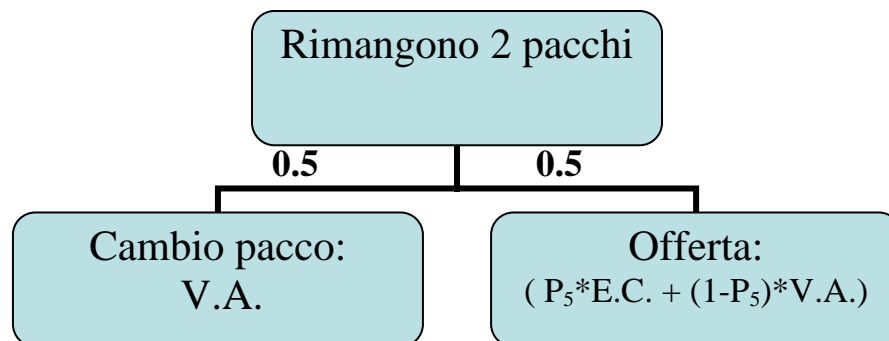 Rimangono 2 pacchi
0.5 0.5
Cambio pacco:
V.A.
Offerta:
( P₅*E.C. + (1-P₅)*V.A.)